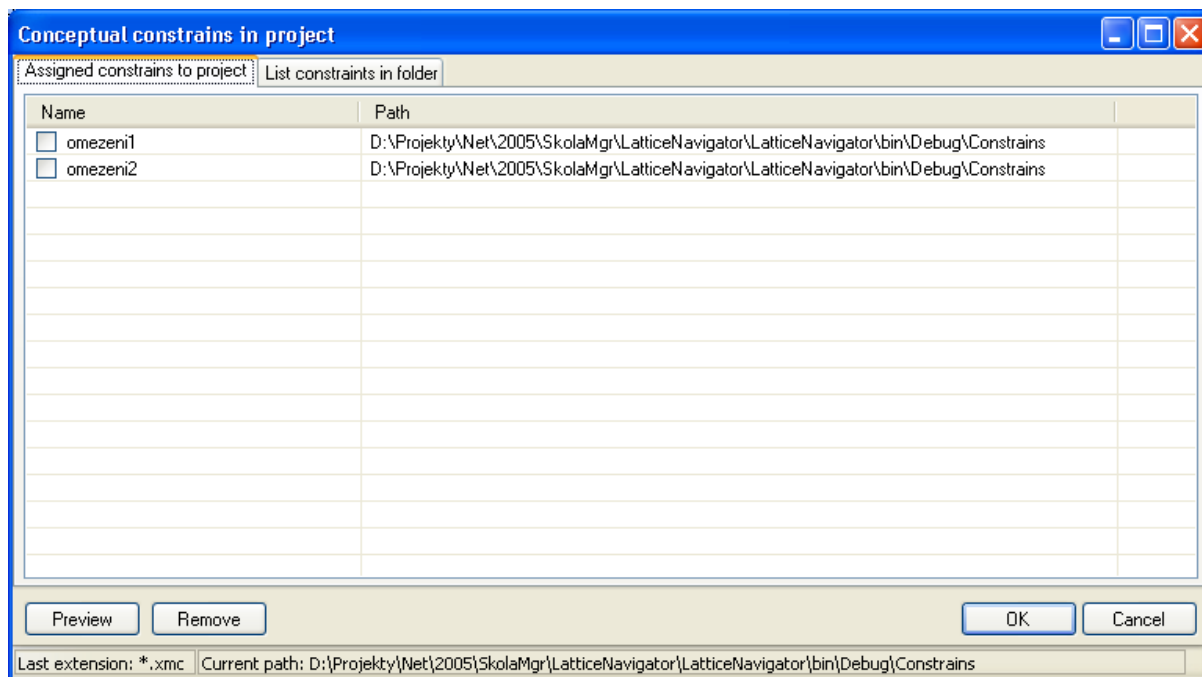 Conceptual constrains in project
Assigned constrains to project List constraints in folder
Name Path
omezeni1 D:\Projekty\Net\2005\SkolaMgr\LatticeNavigator\LatticeNavigator\bin\Debug\Constrains
omezeni2 D:\Projekty\Net\2005\SkolaMgr\LatticeNavigator\LatticeNavigator\bin\Debug\Constrains
Preview Remove OK Cancel
Last extension: *.xmc Current path: D:\Projekty\Net\2005\SkolaMgr\LatticeNavigator\LatticeNavigator\bin\Debug\Constrains